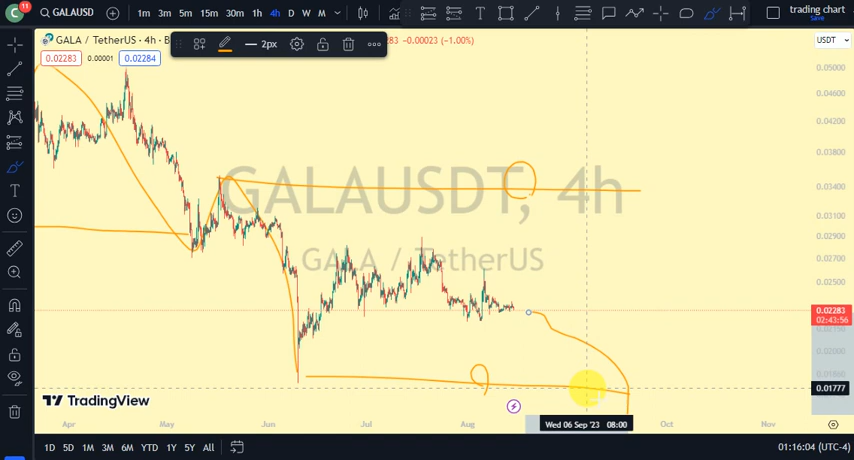 C 11 GALAUSD 1m 3m 5m 15m 30m 1h 4h D W M trading chart Save
GALA / TetherUS · 4h · B 283 -0.00023 (-1.00%) USDT
2px
0.02283 0.00001 0.02284
GALAUSDT, 4h
GALA / TetherUS
0.05000
0.04600
0.04200
0.03800
0.03400
0.03100
0.02900
0.02700
0.02500
0.02283
02:43:56
0.02000
0.01777
TradingView
Apr May Jun Jul Aug Wed 06 Sep '23 08:00 Oct Nov
1D 5D 1M 3M 6M YTD 1Y 5Y All 01:16:04 (UTC-4)